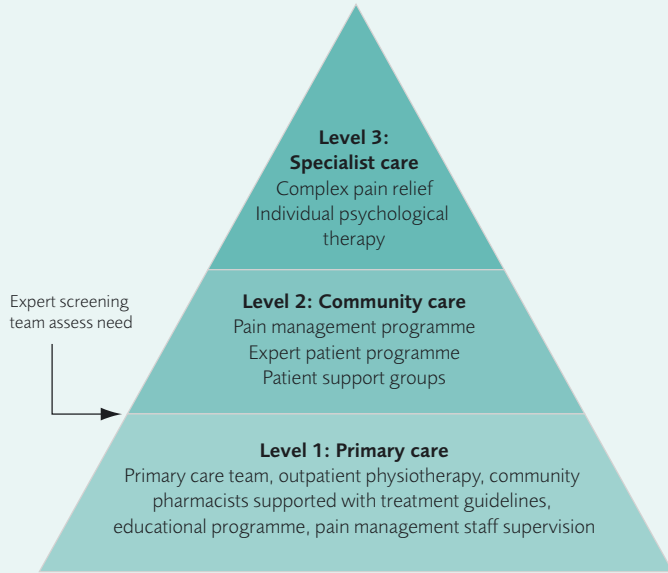 Level 3:
Specialist care
Complex pain relief
Individual psychological
therapy
Expert screening
team assess need
Level 2: Community care
Pain management programme
Expert patient programme
Patient support groups
Level 1: Primary care
Primary care team, outpatient physiotherapy, community
pharmacists supported with treatment guidelines,
educational programme, pain management staff supervision